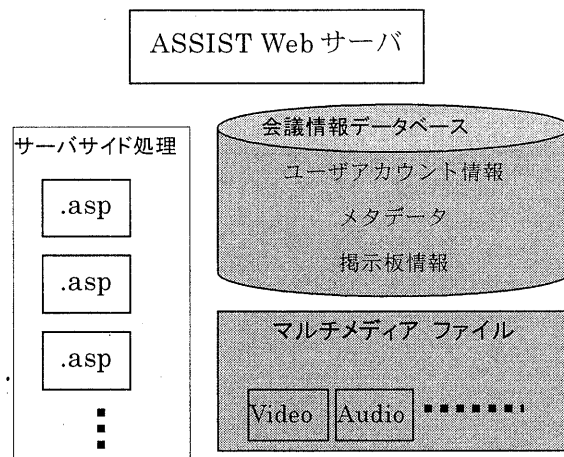 ASSIST Web サーバ
サーバサイド処理
.asp
.asp
.asp
会議情報データベース
ユーザアカウント情報
メタデータ
掲示板情報
マルチメディア ファイル
Video
Audio